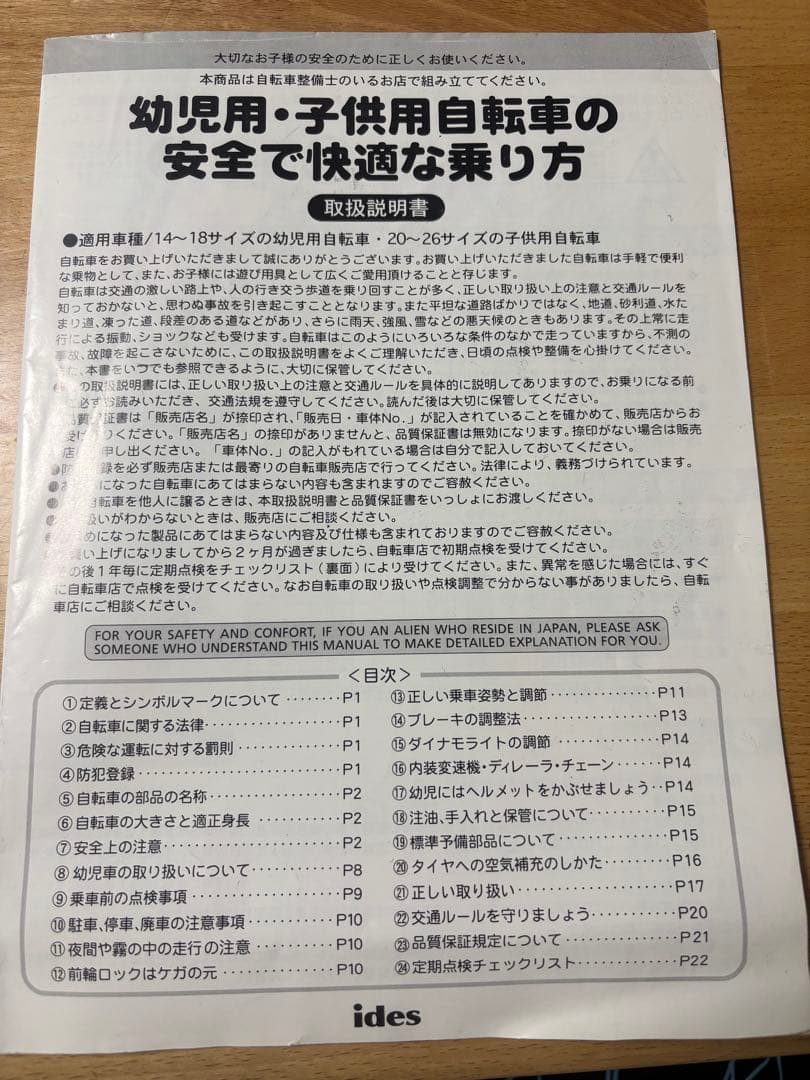 大切なお子様の安全のために正しくお使いください。
本商品は自転車整備士のいるお店で組み立ててください。
幼児用・子供用自転車の
安全で快適な乗り方
取扱説明書
●適用車種/14〜18サイズの幼児用自転車・20〜26サイズの子供用自転車
自転車をお買い上げいただきまして誠にありがとうございます。お買い上げいただきました自転車は手軽で便利
な乗物として、また、お子様には遊び用具として広くご愛用頂けることと存じます。
自転車は交通の激しい路上や、人の行き交う歩道を乗り回すことが多く、正しい取り扱い上の注意と交通ルールを
知っておかないと、思わぬ事故を引き起こすこととなります。また平坦な道路ばかりではなく、地道、砂利道、水た
まり道、凍った道、段差のある道などがあり、さらに雨天、強風、雪などの悪天候のときもあります。その上常に走
行による振動、ショックなども受けます。自転車はこのようにいろいろな条件のなかで走っていますから、不測の
事故、故障を起こさないために、この取扱説明書をよくご理解いただき、日頃の点検や整備を心掛けてください。
また、本書をいつでも参照できるように、大切に保管してください。
の取扱説明書には、正しい取り扱い上の注意と交通ルールを具体的に説明してありますので、お乗りになる前
に必ずお読みいただき、交通法規を遵守してください。読んだ後は大切に保管してください。
品質保証書は「販売店名」が捺印され、「販売日・車体No.」が記入されていることを確かめて、販売店からお
受け りください。「販売店名」の捺印がありませんと、品質保証書は無効になります。捺印がない場合は販売
店 申し出ください。「車体No.」の記入がもれている場合は自分で記入しておいてください。
●防 録を必ず販売店または最寄りの自転車販売店で行ってください。法律により、義務づけられています。
●お になった自転車にあてはまらない内容も含まれますのでご容赦ください。
● 自転車を他人に譲るときは、本取扱説明書と品質保証書をいっしょにお渡しください。
● 扱いがわからないときは、販売店にご相談ください。
● めになった製品にあてはまらない内容及び仕様も含まれておりますのでご容赦ください。
買い上げになりましてから2ヶ月が過ぎましたら、自転車店で初期点検を受けてください。
その後1年毎に定期点検をチェックリスト(裏面)により受けてください。また、異常を感じた場合には、すぐ
に自転車店で点検を受けてください。なお自転車の取り扱いや点検調整で分からない事がありましたら、自転
車店にご相談ください。
FOR YOUR SAFETY AND CONFORT, IF YOU AN ALIEN WHO RESIDE IN JAPAN, PLEASE ASK
SOMEONE WHO UNDERSTAND THIS MANUAL TO MAKE DETAILED EXPLANATION FOR YOU.
<目次>
①定義とシンボルマークについて ········P1
②自転車に関する法律·················P1
③危険な運転に対する罰則 ·············P1
④防犯登録·························P1
⑤自転車の部品の名称·················P2
⑥自転車の大きさと適正身長 ···········P2
⑦安全上の注意······················P2
⑧幼児車の取り扱いについて ···········P8
⑨乗車前の点検事項 ··················P9
⑩駐車、停車、廃車の注意事項 ··········P10
⑪夜間や霧の中の走行の注意 ··········P10
⑫前輪ロックはケガの元 ··············P10
⑬正しい乗車姿勢と調節 ··············P11
⑭ブレーキの調整法 ·················P13
⑮ダイナモライトの調節 ·············P14
⑯内装変速機・ディレーラ・チェーン ······P14
⑰幼児にはヘルメットをかぶせましょう ··P14
⑱注油、手入れと保管について ·········P15
⑲標準予備部品について ·············P15
⑳タイヤへの空気補充のしかた ········P16
㉑正しい取り扱い ··················P17
㉒交通ルールを守りましょう ··········P20
㉓品質保証規定について ·············P21
㉔定期点検チェックリスト ············P22
ides